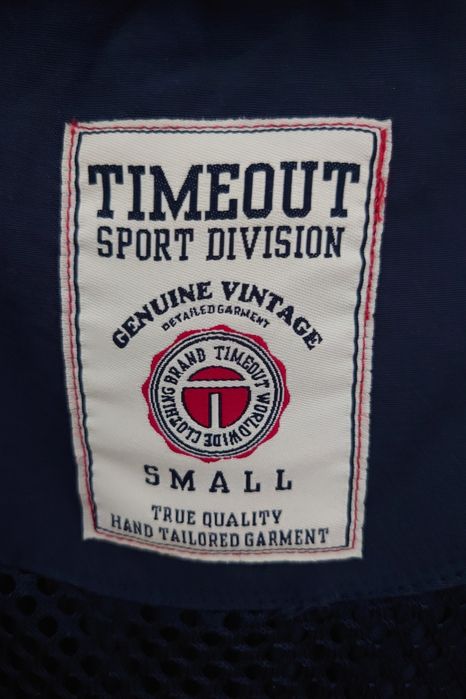 TIMEOUT
SPORT DIVISION
GENUINE VINTAGE
DETAILED GARMENT
TIMEOUT WORLDWIDE CLOTHING BRAND
T
SMALL
TRUE QUALITY
HAND TAILORED GARMENT